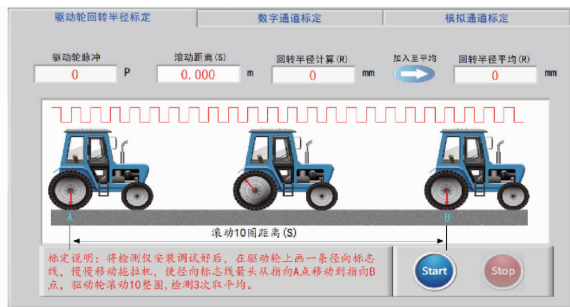 驱动轮回转半径标定 数字通道标定 模拟通道标定
驱动轮脉冲 滚动距离(S) 回转半径计算(R) 加入至平均 回转半径平均(R)
0 P 0.000 m 0 mm 0 mm
A B
滚动10圈距离(S)
标定说明：将检测仪安装调试好后，在驱动轮上画一条径向标志
线，慢慢移动拖拉机，使径向标志线箭头从指向A点移动到指向B
点，驱动轮滚动10整圈,检测3次取平均。
Start Stop